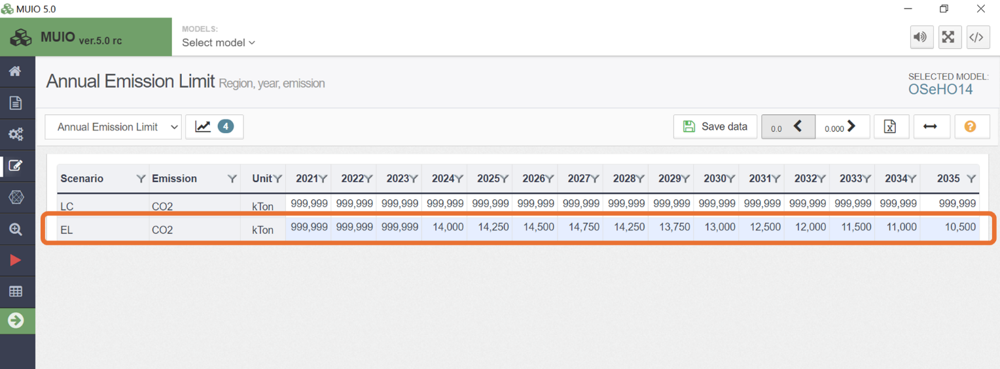 MUIO 5.0
MUIO ver.5.0 rc
MODELS:
Select model
Annual Emission Limit Region, year, emission
SELECTED MODEL:
OSeHO14
Annual Emission Limit 4 Save data 0.0 0.000 ?
Scenario Emission Unit 2021 2022 2023 2024 2025 2026 2027 2028 2029 2030 2031 2032 2033 2034 2035
LC CO2 kTon 999,999 999,999 999,999 999,999 999,999 999,999 999,999 999,999 999,999 999,999 999,999 999,999 999,999 999,999 999,999
EL CO2 kTon 999,999 999,999 999,999 14,000 14,250 14,500 14,750 14,250 13,750 13,000 12,500 12,000 11,500 11,000 10,500